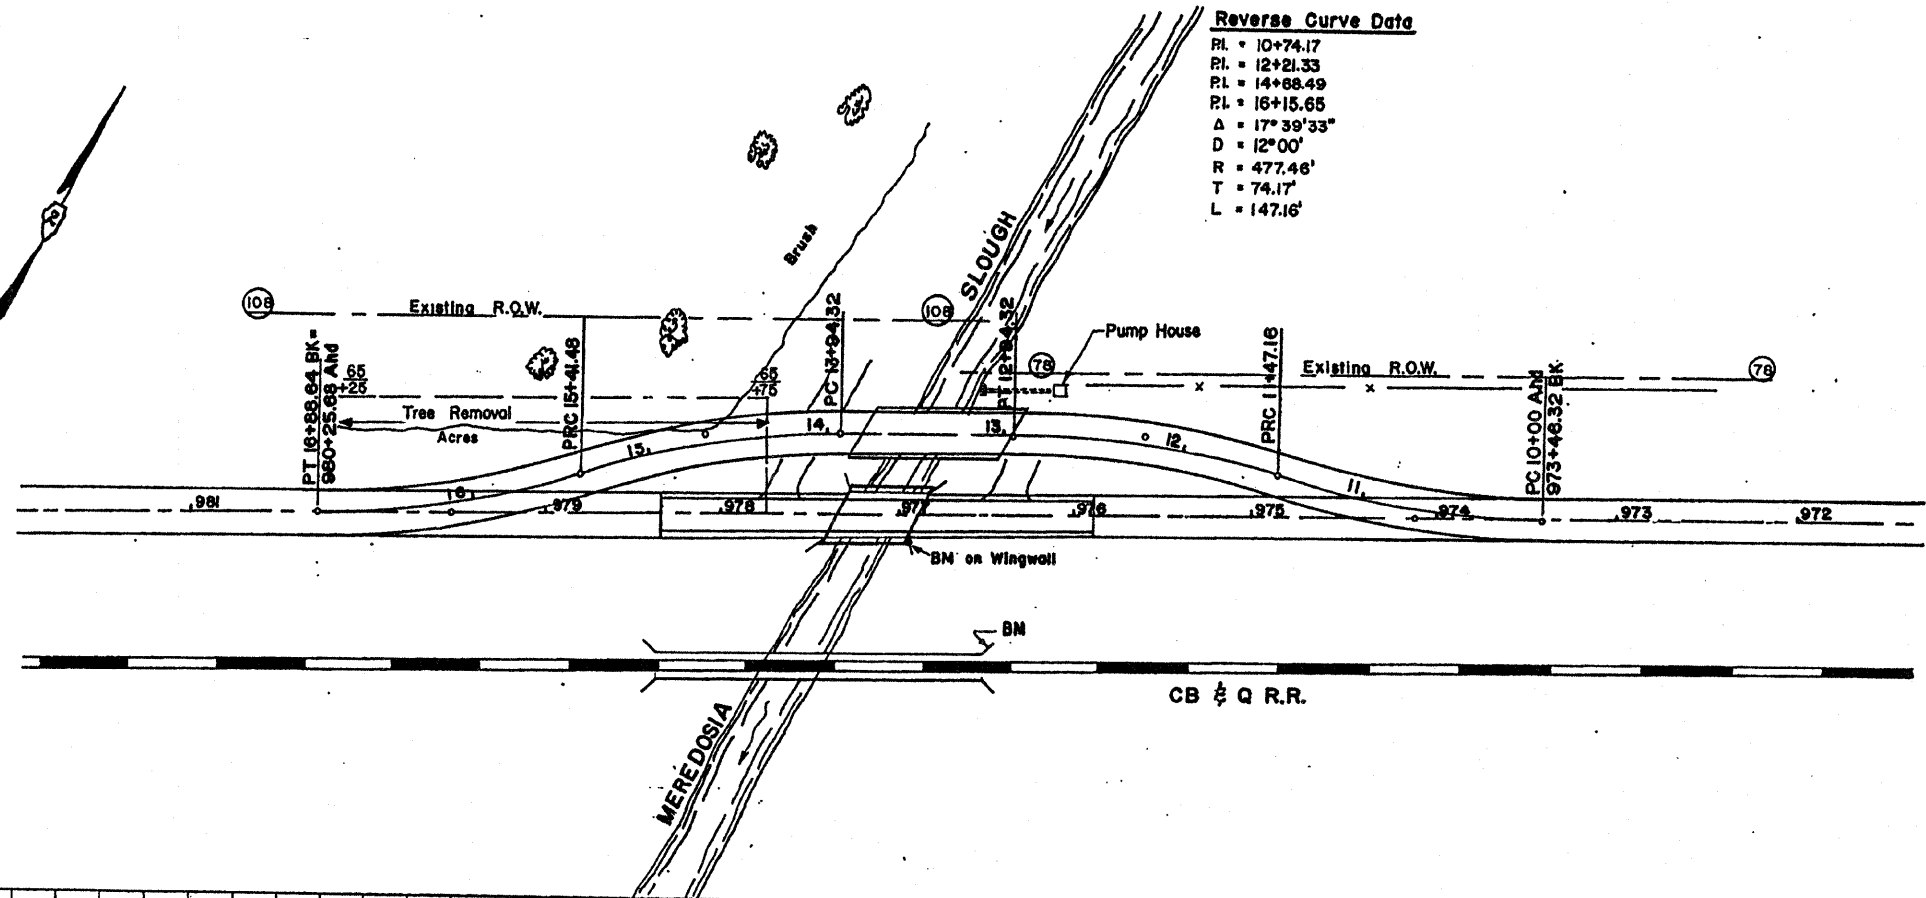 Reverse Curve Data
P.I. = 10+74.17
P.I. = 12+21.33
P.I. = 14+68.49
P.I. = 16+15.65
Δ = 17°39'33"
D = 12°00'
R = 477.46'
T = 74.17'
L = 147.16'
Brush
SLOUGH
108
Existing R.O.W.
108
Pump House
78
Existing R.O.W.
78
PT 16+88.64 BK=
980+25.68 Ahd
65
+25
PRC 15+41.48
65
+75
PC 13+94.32
PT 12+94.32
PRC 11+47.16
PC 10+00 Ahd
973+46.32 BK
Tree Removal
Acres
16
15
14
13
12
11
981
979
978
977
976
975
974
973
972
BM on Wingwall
BM
CB & Q R.R.
MEREDOSIA